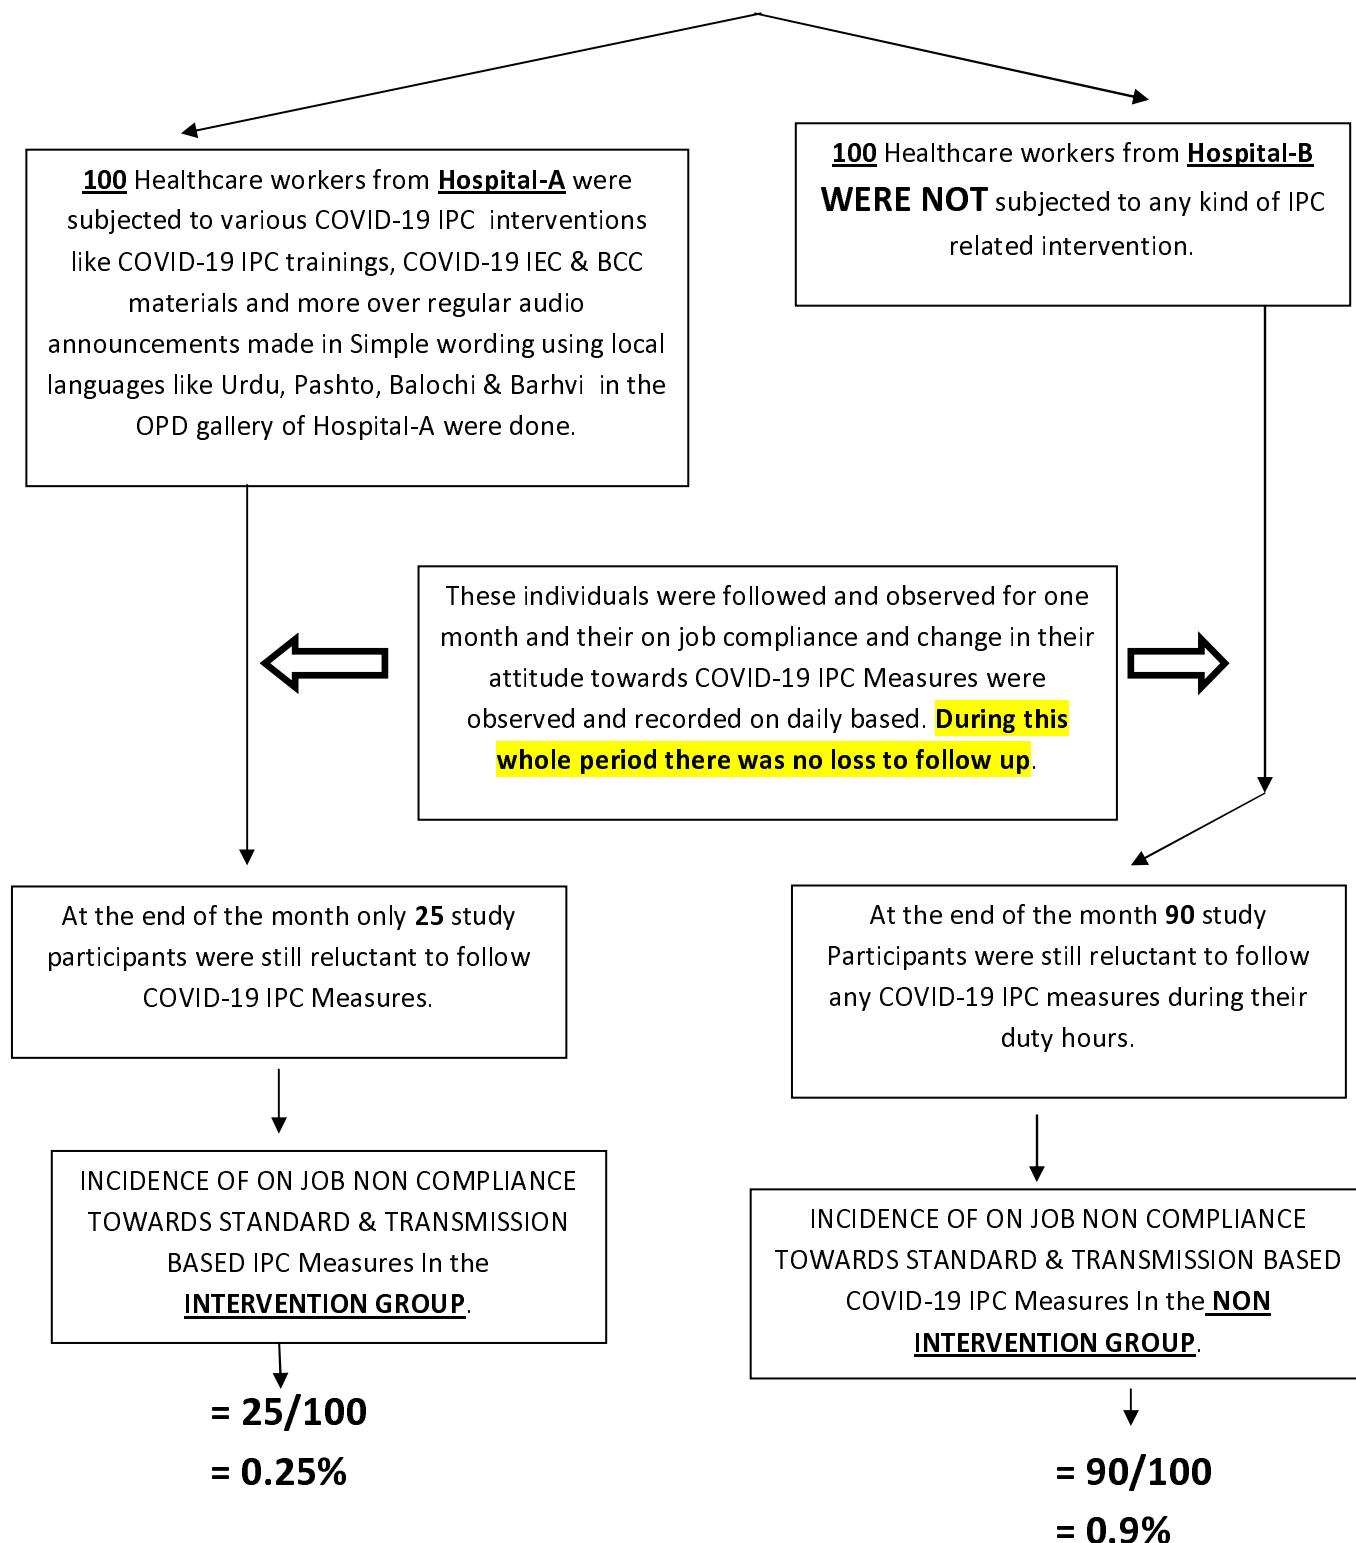 100 Healthcare workers from Hospital-A were
subjected to various COVID-19 IPC interventions
like COVID-19 IPC trainings, COVID-19 IEC & BCC
materials and more over regular audio
announcements made in Simple wording using local
languages like Urdu, Pashto, Balochi & Barhvi in the
OPD gallery of Hospital-A were done.
100 Healthcare workers from Hospital-B
WERE NOT subjected to any kind of IPC
related intervention.
These individuals were followed and observed for one
month and their on job compliance and change in their
attitude towards COVID-19 IPC Measures were
observed and recorded on daily based. During this
whole period there was no loss to follow up.
At the end of the month only 25 study
participants were still reluctant to follow
COVID-19 IPC Measures.
At the end of the month 90 study
Participants were still reluctant to follow
any COVID-19 IPC measures during their
duty hours.
INCIDENCE OF ON JOB NON COMPLIANCE
TOWARDS STANDARD & TRANSMISSION
BASED IPC Measures In the
INTERVENTION GROUP.
= 25/100
= 0.25%
INCIDENCE OF ON JOB NON COMPLIANCE
TOWARDS STANDARD & TRANSMISSION BASED
COVID-19 IPC Measures In the NON
INTERVENTION GROUP.
= 90/100
= 0.9%